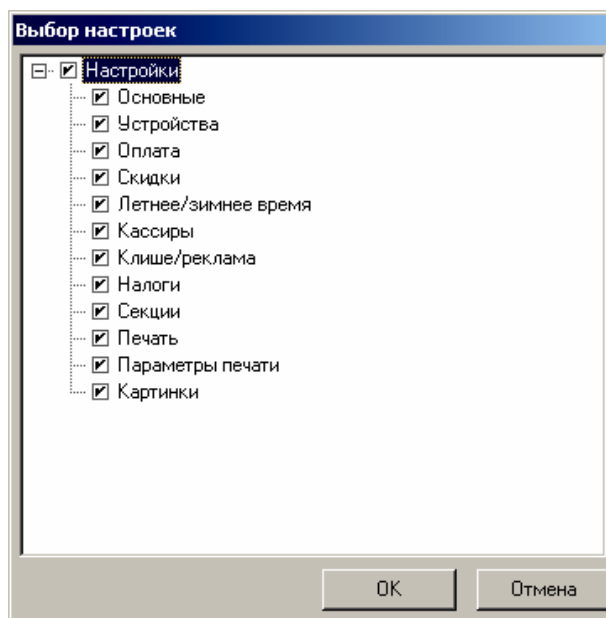 Выбор настроек
Настройки
Основные
Устройства
Оплата
Скидки
Летнее/зимнее время
Кассиры
Клише/реклама
Налоги
Секции
Печать
Параметры печати
Картинки
OK Отмена